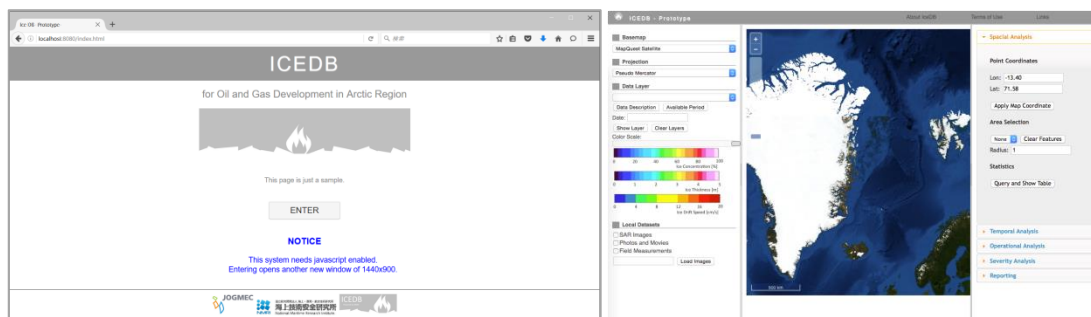 Ice DB - Prototype
localhost:8080/index.html
検索
ICEDB
for Oil and Gas Development in Arctic Region
This page is just a sample.
ENTER
NOTICE
This system needs javascript enabled.
Entering opens another new window of 1440x900.
JOGMEC
海上技術安全研究所
National Maritime Research Institute
ICEDB
ICEDB - Prototype
About IceDB
Terms of Use
Links
Basemap
MapQuest Satellite
Projection
Pseudo Mercator
Data Layer
Data Description
Available Period
Date:
Show Layer
Clear Layers
Color Scale:
0 20 40 60 80 100
Ice Concentration [%]
0 1 2 3 4 5
Ice Thickness [m]
0 4 8 12 16 20
Ice Drift Speed [cm/s]
Local Datasets
SAR Images
Photos and Movies
Field Measurements
Load Images
+
−
500 km
Spacial Analysis
Point Coordinates
Lon: -13.40
Lat: 71.58
Apply Map Coordinate
Area Selection
None
Clear Features
Radius: 1
Statistics
Query and Show Table
Temporal Analysis
Operational Analysis
Severity Analysis
Reporting